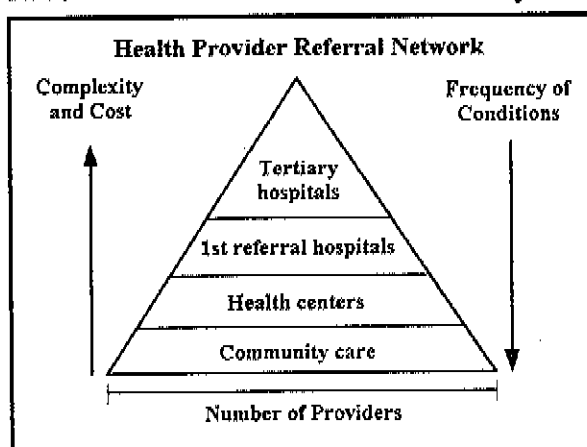 Health Provider Referral Network
Complexity
and Cost
Frequency of
Conditions
Tertiary
hospitals
1st referral hospitals
Health centers
Community care
Number of Providers